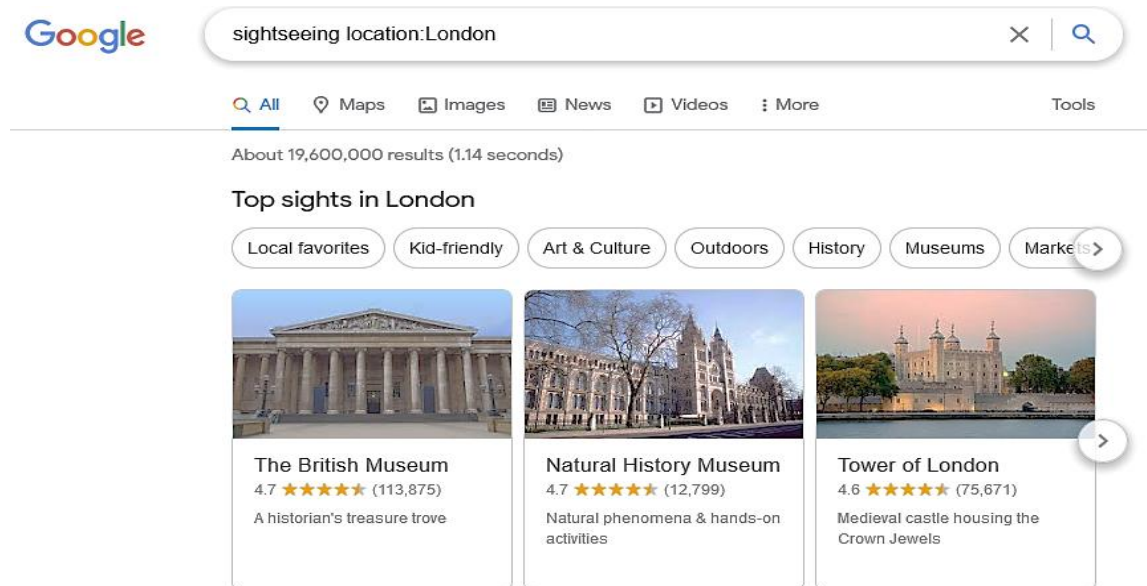 Google
sightseeing location:London
All Maps Images News Videos More Tools
About 19,600,000 results (1.14 seconds)
Top sights in London
Local favorites Kid-friendly Art & Culture Outdoors History Museums Markets
The British Museum
4.7 (113,875)
A historian's treasure trove
Natural History Museum
4.7 (12,799)
Natural phenomena & hands-on
activities
Tower of London
4.6 (75,671)
Medieval castle housing the
Crown Jewels